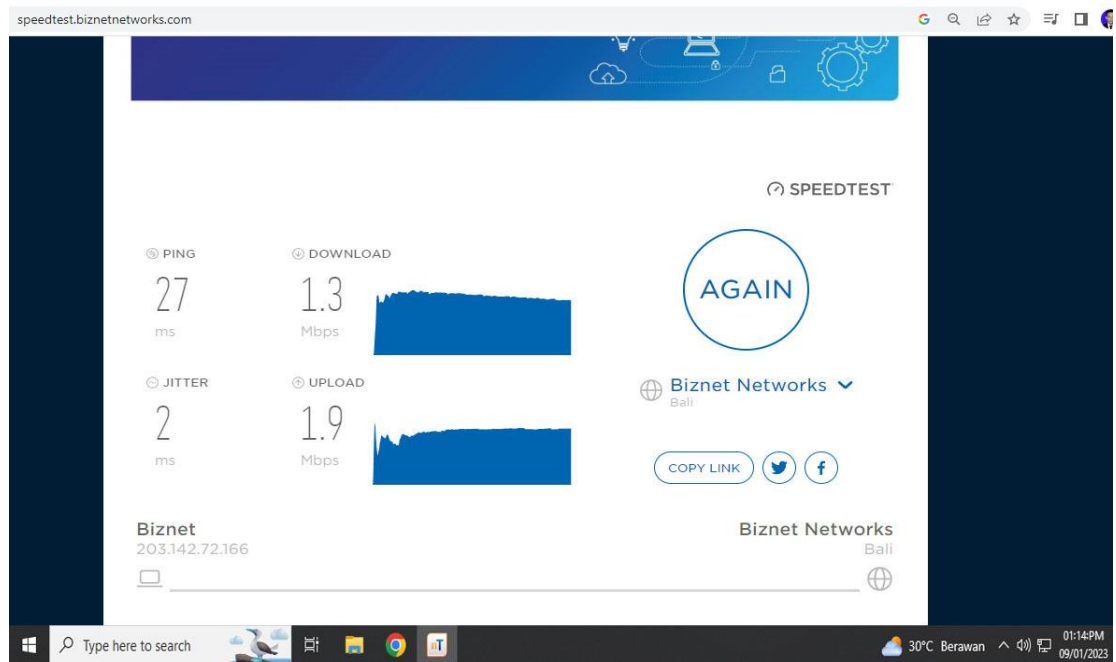 speedtest.biznetnetworks.com
SPEEDTEST
PING
27
ms
DOWNLOAD
1.3
Mbps
AGAIN
JITTER
2
ms
UPLOAD
1.9
Mbps
Biznet Networks
Bali
COPY LINK
Biznet
203.142.72.166
Biznet Networks
Bali
Type here to search
nT
30°C Berawan
01:14PM
09/01/2023